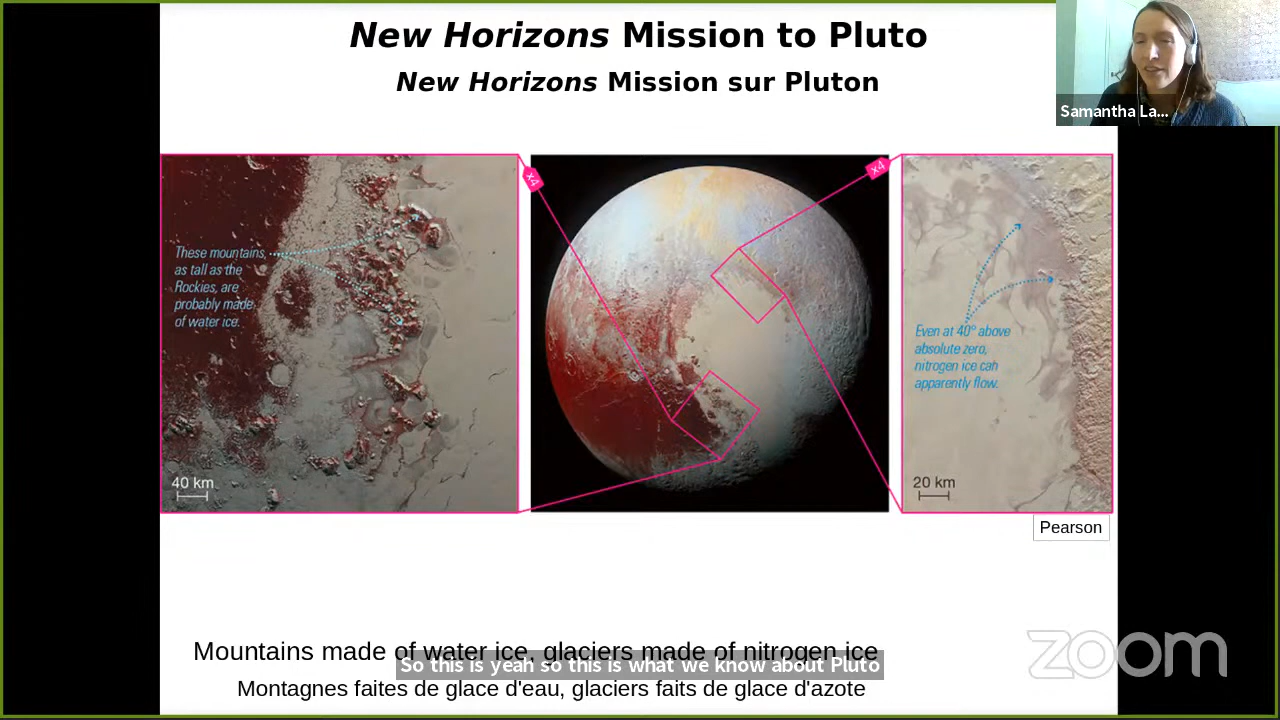 New Horizons Mission to Pluto
New Horizons Mission sur Pluton
Samantha La...
x4
x4
These mountains,
as tall as the
Rockies, are
probably made
of water ice.
40 km
Even at 40° above
absolute zero,
nitrogen ice can
apparently flow.
20 km
Pearson
Mountains made of water ice, glaciers made of nitrogen ice
So this is yeah so this is what we know about Pluto
Montagnes faites de glace d'eau, glaciers faits de glace d'azote
zoom